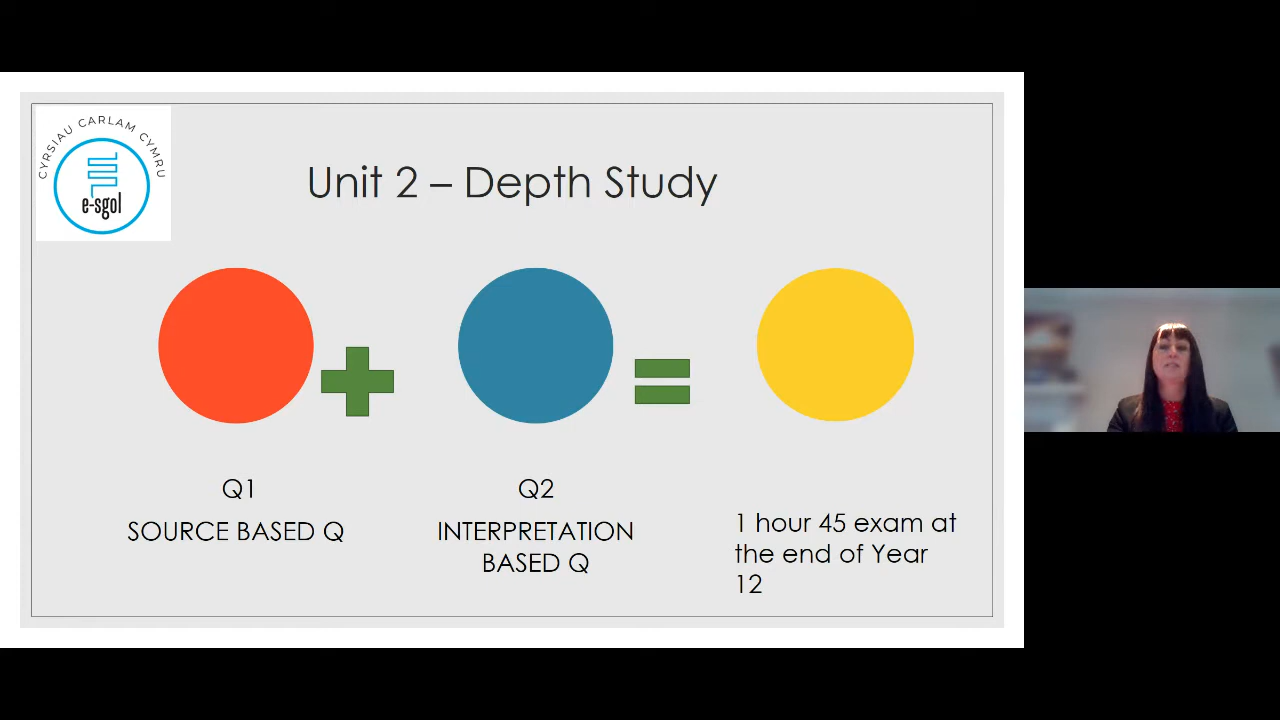 CYRSIAU CARLAM CYMRU
e-sgol
Unit 2 – Depth Study
Q1
SOURCE BASED Q
Q2
INTERPRETATION
BASED Q
1 hour 45 exam at
the end of Year
12